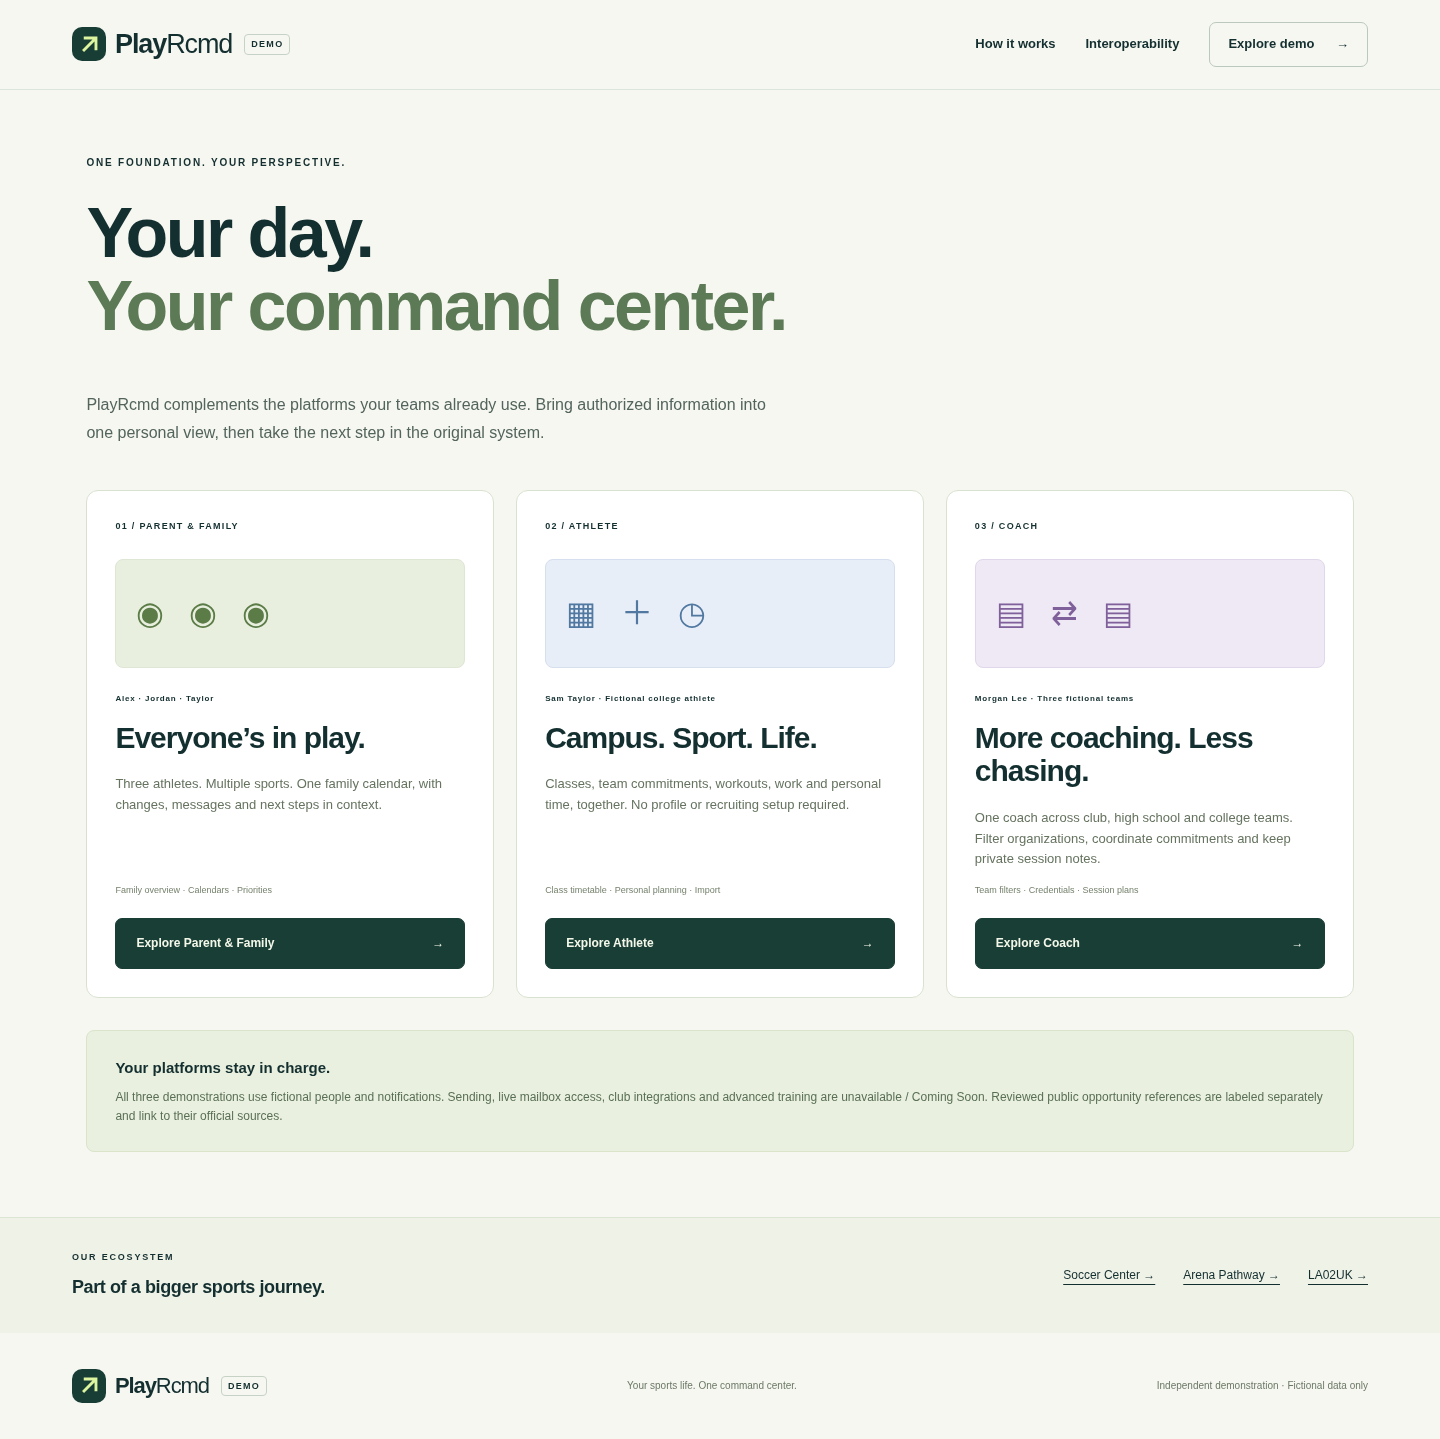 PlayRcmd DEMO
How it works
Interoperability
Explore demo →
ONE FOUNDATION. YOUR PERSPECTIVE.
Your day.
Your command center.
PlayRcmd complements the platforms your teams already use. Bring authorized information into
one personal view, then take the next step in the original system.
01 / PARENT & FAMILY
Alex · Jordan · Taylor
Everyone’s in play.
Three athletes. Multiple sports. One family calendar, with
changes, messages and next steps in context.
Family overview · Calendars · Priorities
Explore Parent & Family →
02 / ATHLETE
Sam Taylor · Fictional college athlete
Campus. Sport. Life.
Classes, team commitments, workouts, work and personal
time, together. No profile or recruiting setup required.
Class timetable · Personal planning · Import
Explore Athlete →
03 / COACH
Morgan Lee · Three fictional teams
More coaching. Less
chasing.
One coach across club, high school and college teams.
Filter organizations, coordinate commitments and keep
private session notes.
Team filters · Credentials · Session plans
Explore Coach →
Your platforms stay in charge.
All three demonstrations use fictional people and notifications. Sending, live mailbox access, club integrations and advanced training are unavailable / Coming Soon. Reviewed public opportunity references are labeled separately
and link to their official sources.
OUR ECOSYSTEM
Part of a bigger sports journey.
Soccer Center →
Arena Pathway →
LA02UK →
PlayRcmd DEMO
Your sports life. One command center.
Independent demonstration · Fictional data only